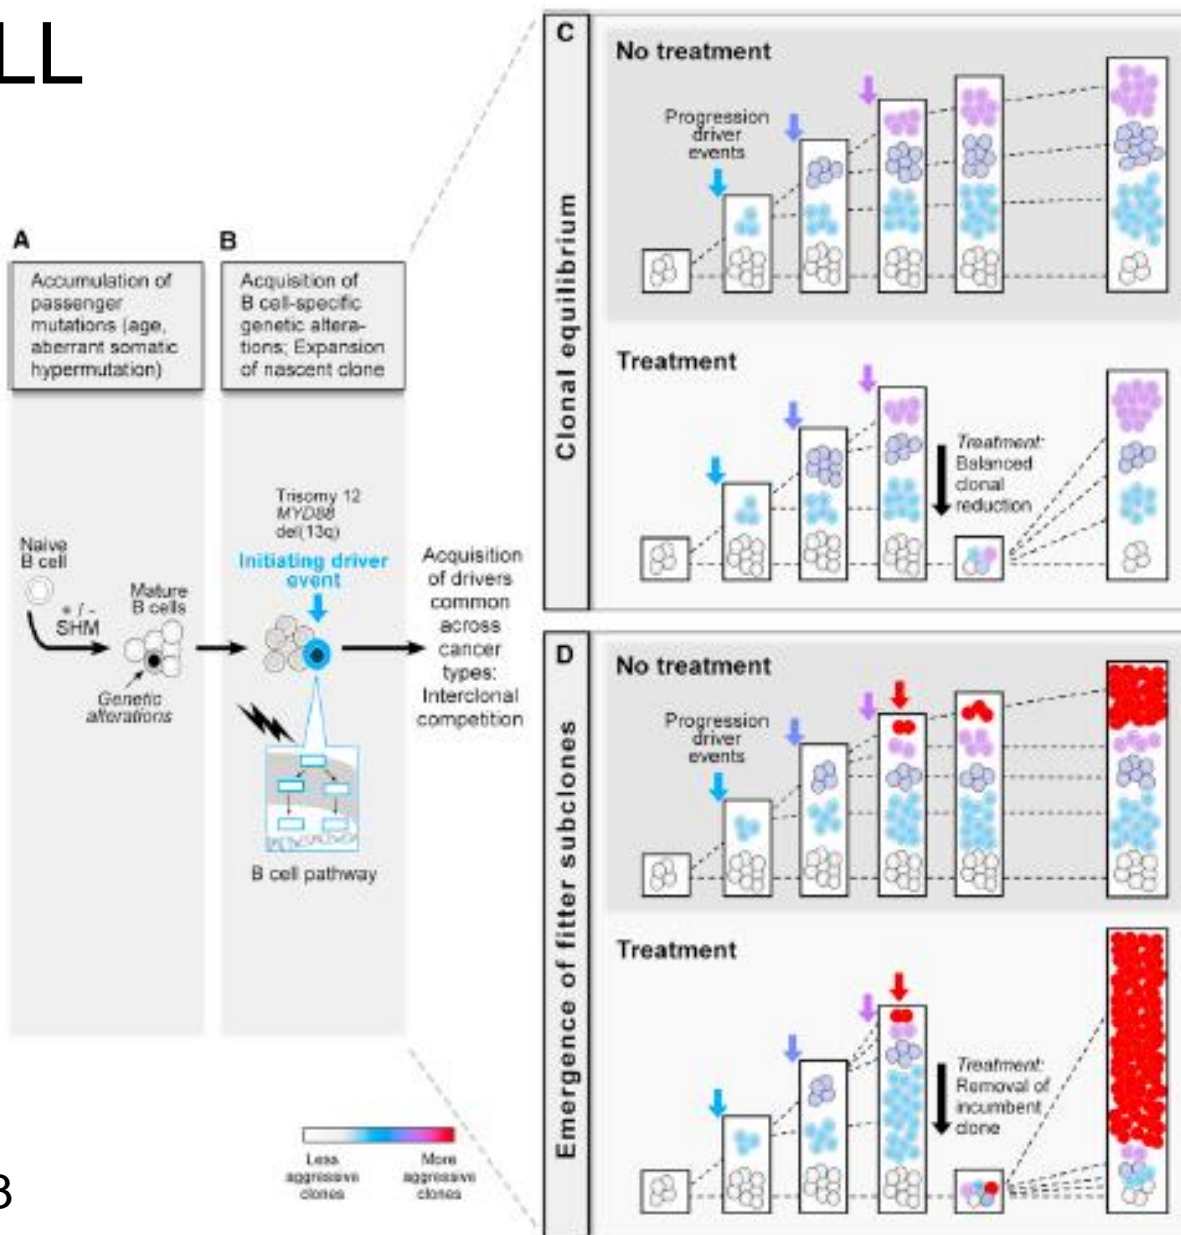 LL
A
Accumulation of
passenger
mutations (age,
aberrant somatic
hypermutation)
B
Acquisition of
B cell-specific
genetic altera-
tions; Expansion
of nascent clone
Naive
B cell
+ / -
SHM
Mature
B cells
Genetic
alterations
Trisomy 12
MYD88
del(13q)
Initiating driver
event
B cell pathway
Acquisition
of drivers
common
across
cancer
types:
Interclonal
competition
Less
aggressive
clones
More
aggressive
clones
C
Clonal equilibrium
No treatment
Progression
driver
events
Treatment
Treatment:
Balanced
clonal
reduction
D
Emergence of fitter subclones
No treatment
Progression
driver
events
Treatment
Treatment:
Removal of
incumbent
clone
3